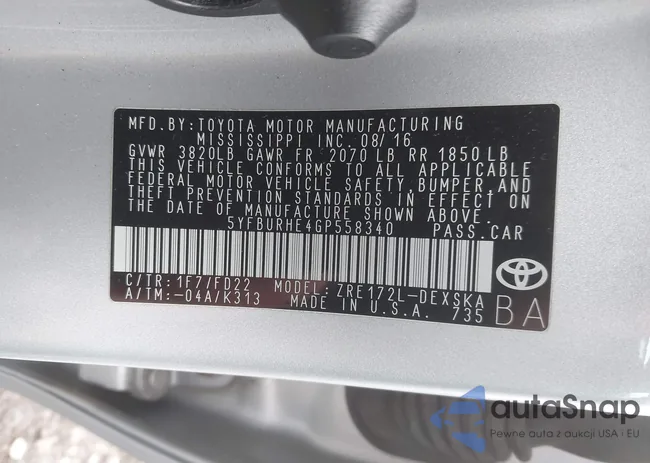 MFD.BY:TOYOTA MOTOR MANUFACTURING
MISSISSIPPI INC. 08/16
GVWR 3820LB GAWR FR 2070 LB RR 1850 LB
THIS VEHICLE CONFORMS TO ALL APPLICABLE
FEDERAL MOTOR VEHICLE SAFETY,BUMPER,AND
THEFT PREVENTION STANDARDS IN EFFECT ON
THE DATE OF MANUFACTURE SHOWN ABOVE.
5YFBURHE4GP558340 PASS.CAR
C/TR: 1F7/FD22 MODEL: ZRE172L-DEXSKA
A/TM:-04A/K313 MADE IN U.S.A. 735
BA
autoSnap
Pewne auta z aukcji USA i EU